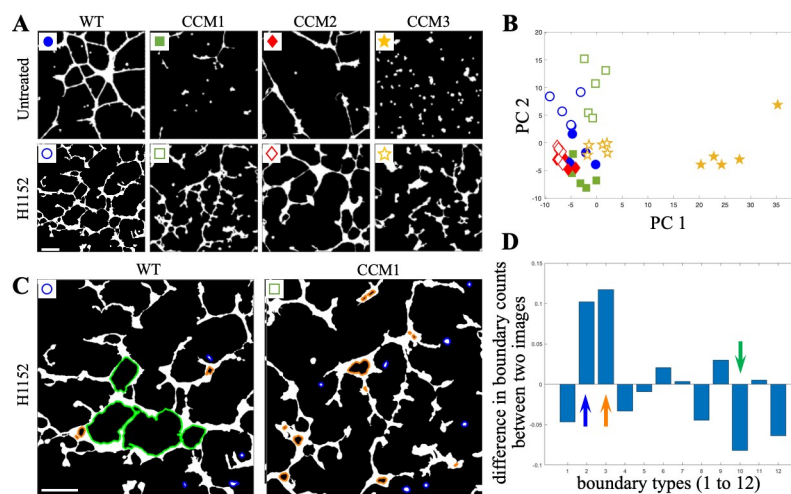 A
WT
CCM1
CCM2
CCM3
Untreated
H1152
B
PC 2
20
15
10
5
0
-5
-10
-10
-5
0
5
10
15
20
25
30
35
PC 1
C
WT
CCM1
H1152
D
difference in boundary counts
between two images
0.15
0.1
0.05
0
-0.05
-0.1
1 2 3 4 5 6 7 8 9 10 11 12
boundary types (1 to 12)